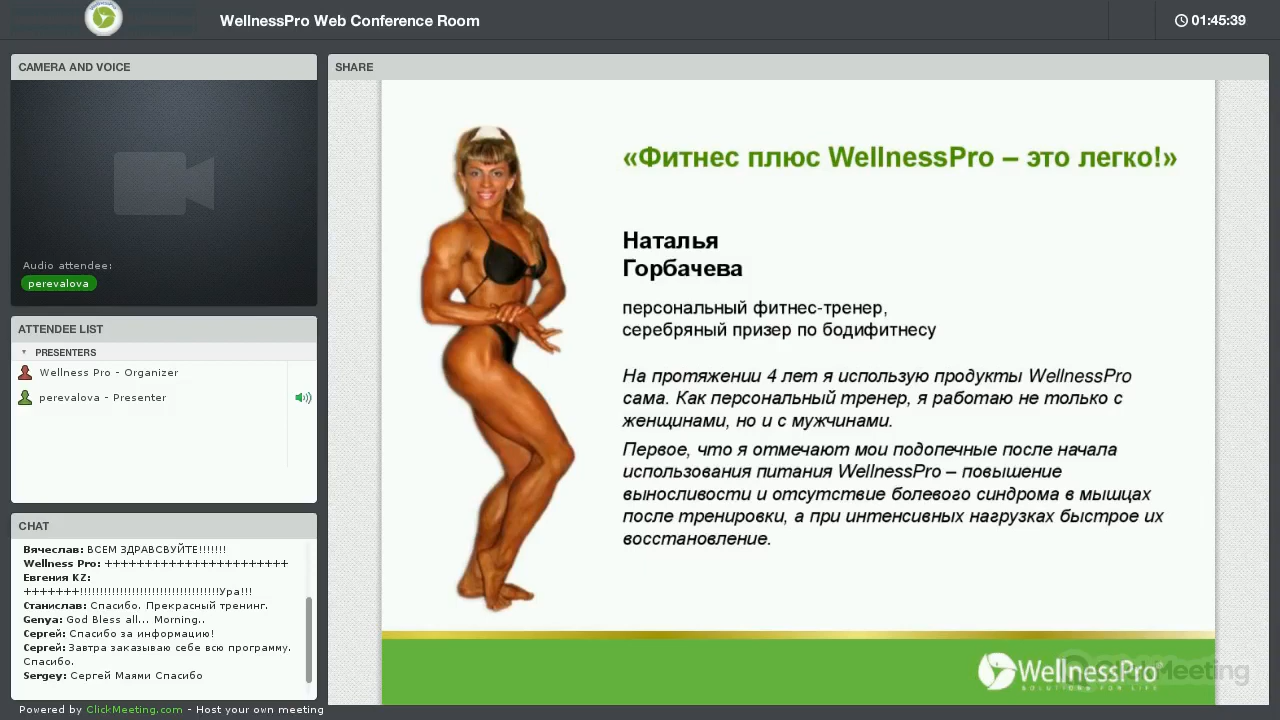 WellnessPro Web Conference Room
01:45:39
CAMERA AND VOICE
Audio attendee:
perevalova
ATTENDEE LIST
PRESENTERS
Wellness Pro - Organizer
perevalova - Presenter
CHAT
Вячеслав: ВСЕМ ЗДРАВСВУЙТЕ!!!!!!!
Wellness Pro:
Евгения KZ:
Ура!!!
Станислав: Спасибо. Прекрасный тренинг.
God Bless all... Morning..
Сергей: Спасибо за информацию!
Сергей: Завтра заказываю себе всю программу.
Спасибо
Сергей: Сергей Маями Спасибо
Powered by ClickMeeting.com - Host your own meeting
SHARE
«Фитнес плюс WellnessPro – это легко!»
Наталья
Горбачева
персональный фитнес-тренер,
серебряный призер по бодифитнесу
На протяжении 4 лет я использую продукты WellnessPro
сама. Как персональный тренер, я работаю не только с
женщинами, но и с мужчинами.
Первое, что я отмечают мои подопечные после начала
использования питания WellnessPro – повышение
выносливости и отсутствие болевого синдрома в мышцах
после тренировки, а при интенсивных нагрузках быстрое их
восстановление.
WellnessPro